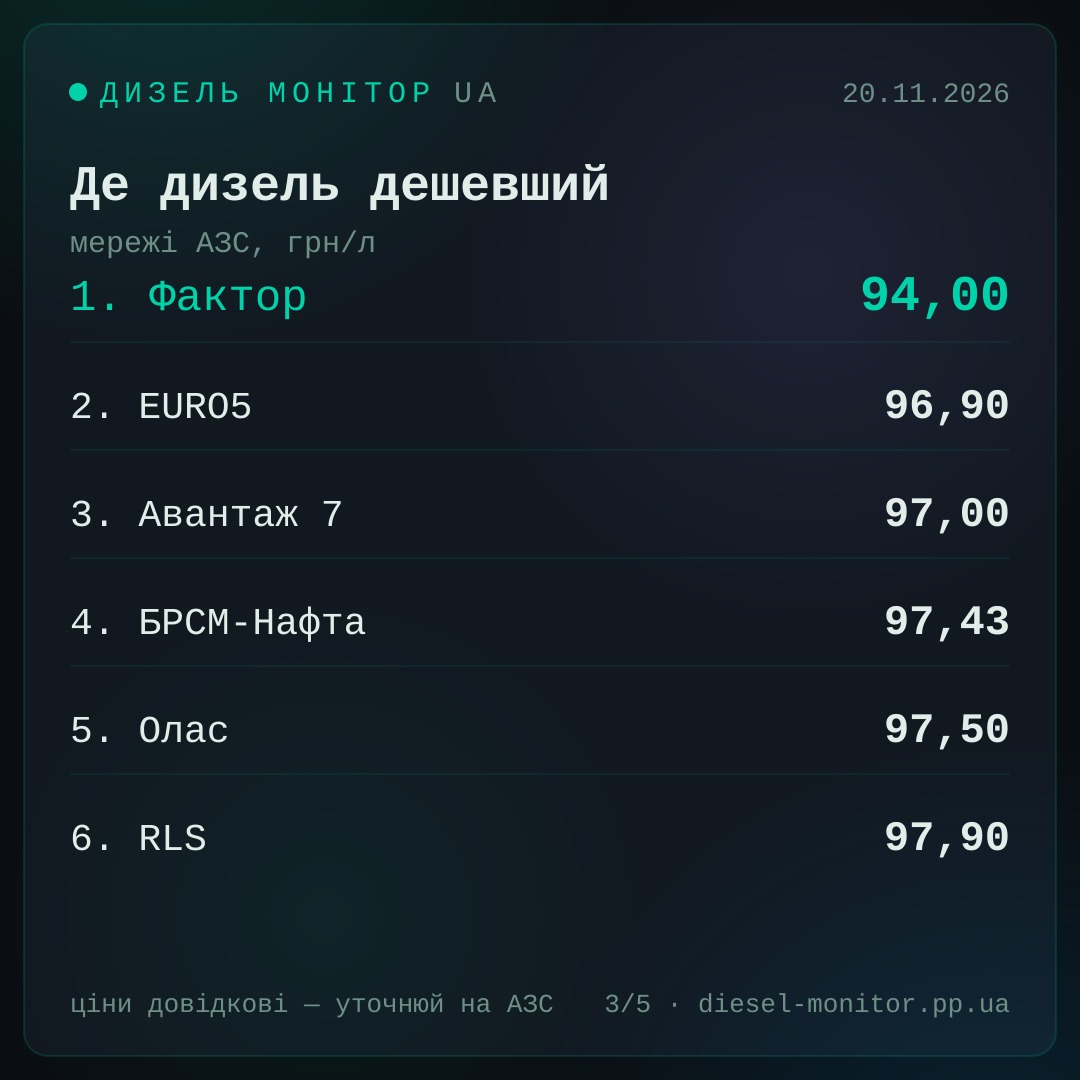 ДИЗЕЛЬ МОНІТОР UA 20.11.2026
Де дизель дешевший
мережі АЗС, грн/л
1. Фактор 94,00
2. EURO5 96,90
3. Авантаж 7 97,00
4. БРСМ-Нафта 97,43
5. Олас 97,50
6. RLS 97,90
ціни довідкові — уточнюй на АЗС 3/5 · diesel-monitor.pp.ua